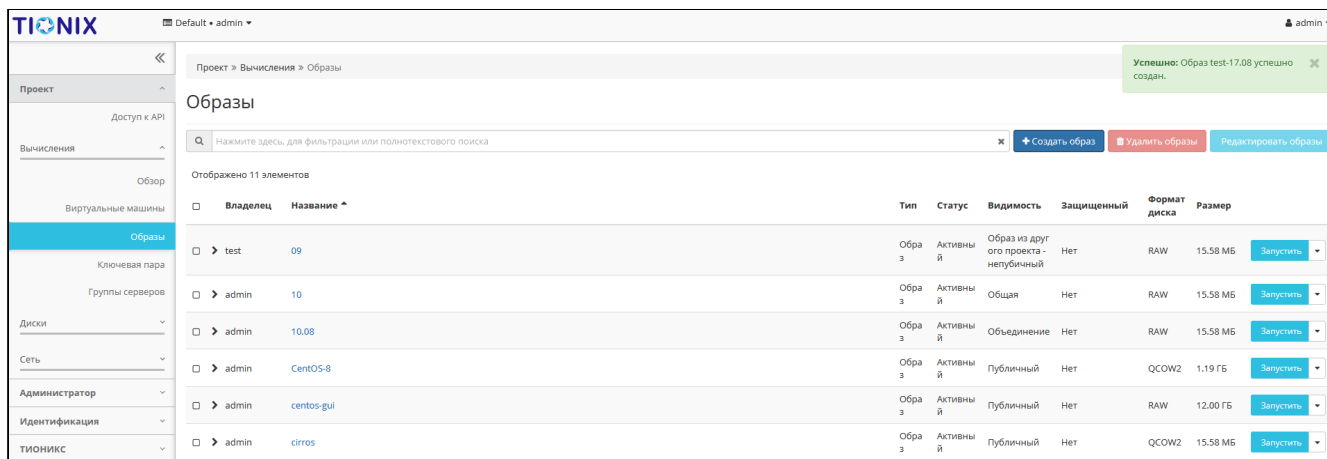 TIONIX
Default • admin
admin
Проект » Вычисления » Образы
Успешно: Образ test-17.08 успешно
создан.
Проект
Доступ к API
Вычисления
Обзор
Виртуальные машины
Образы
Ключевая пара
Группы серверов
Диски
Сеть
Администратор
Идентификация
ТИОНИКС
Образы
Нажмите здесь, для фильтрации или полнотекстового поиска
Создать образ Удалить образы Редактировать образы
Отображено 11 элементов
Владелец Название Тип Статус Видимость Защищенный Формат диска Размер
test 09 Обра
з Активны
й Образ из друг
ого проекта -
непубичный Нет RAW 15.58 МБ Запустить
admin 10 Обра
з Активны
й Общая Нет RAW 15.58 МБ Запустить
admin 10.08 Обра
з Активны
й Объединение Нет RAW 15.58 МБ Запустить
admin CentOS-8 Обра
з Активны
й Публичный Нет QCOW2 1.19 ГБ Запустить
admin centos-gui Обра
з Активны
й Публичный Нет RAW 12.00 ГБ Запустить
admin cirros Обра
з Активны
й Публичный Нет QCOW2 15.58 МБ Запустить